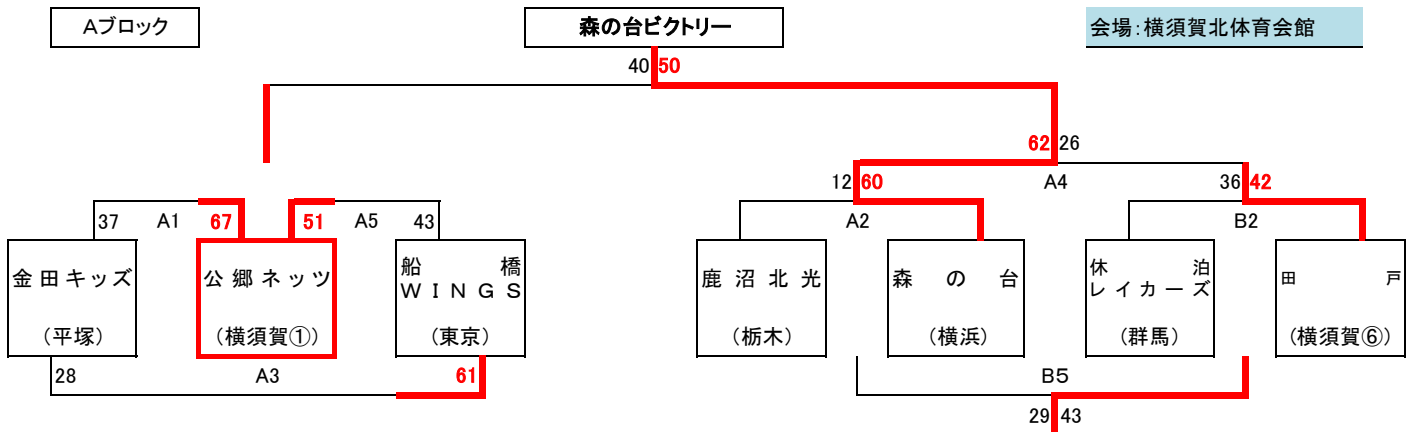 Aブロック
森の台ビクトリー
会場:横須賀北体育会館
40 50
62 26
12 60
A4
36 42
37 A1 67
51 A5 43
A2
B2
金田キッズ
(平塚)
公郷ネッツ
(横須賀①)
船橋
WINGS
(東京)
鹿沼北光
(栃木)
森の台
(横浜)
休泊
レイカーズ
(群馬)
田戸
(横須賀⑥)
28 A3 61
B5
29 43